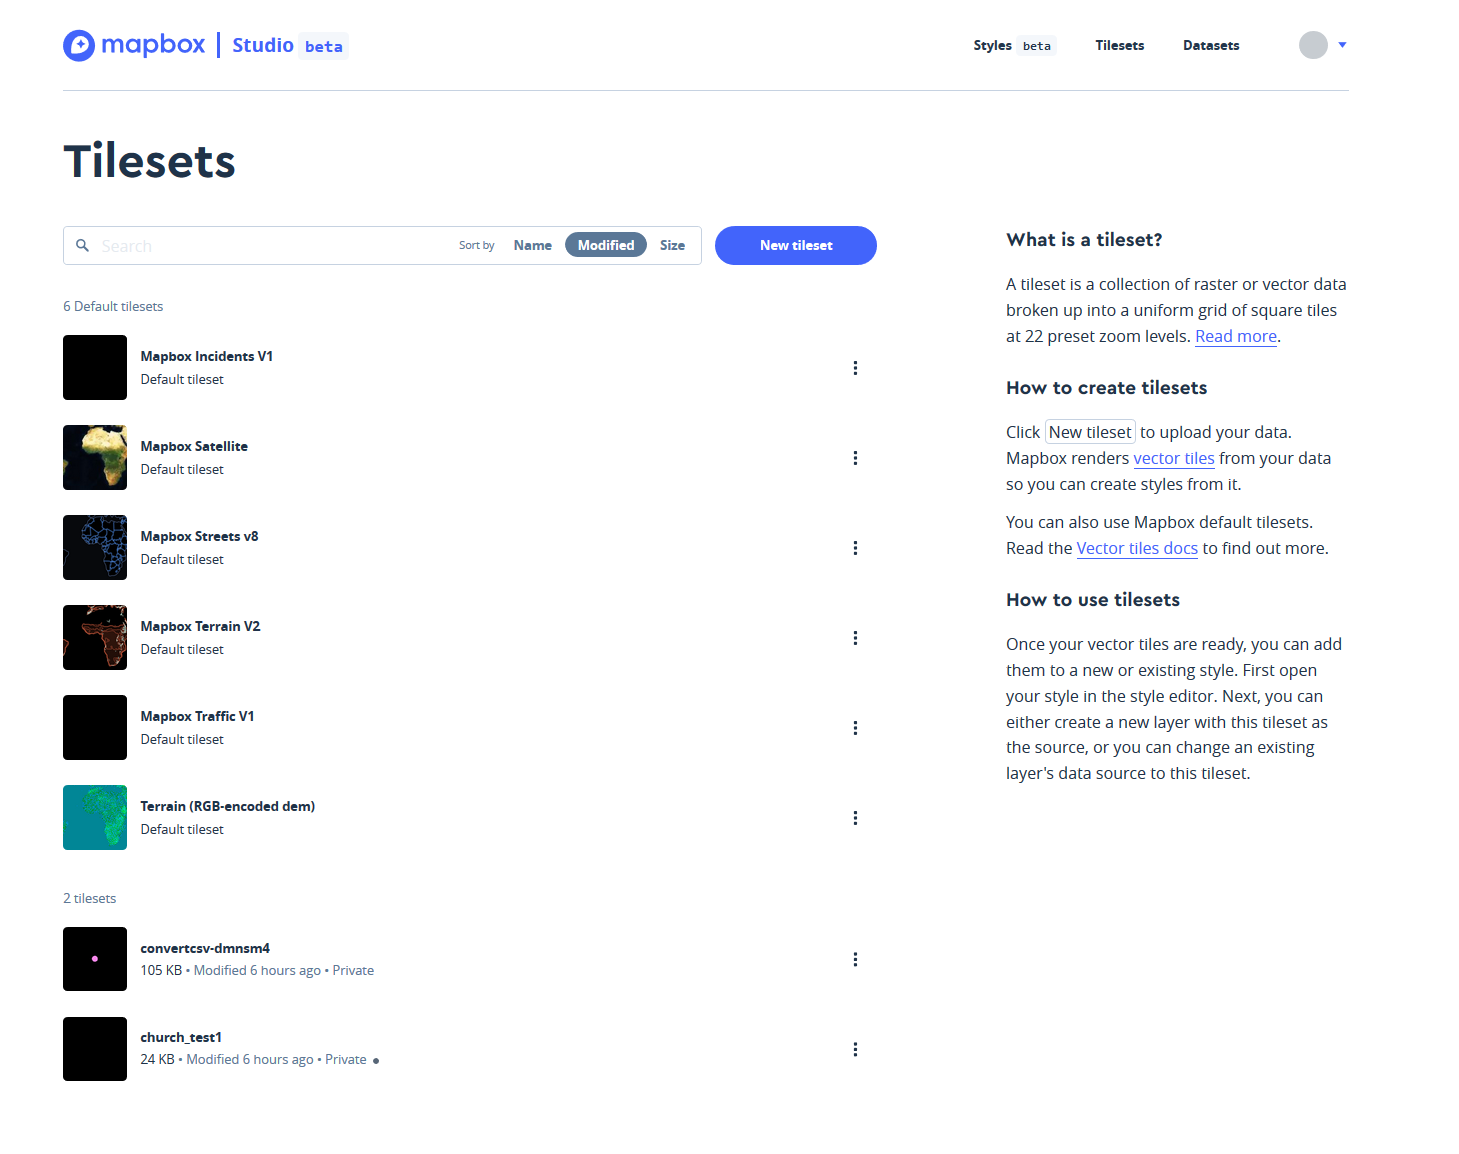 mapbox | Studio beta
Styles beta Tilesets Datasets
Tilesets
Search Sort by Name Modified Size New tileset
6 Default tilesets
Mapbox Incidents V1
Default tileset
Mapbox Satellite
Default tileset
Mapbox Streets v8
Default tileset
Mapbox Terrain V2
Default tileset
Mapbox Traffic V1
Default tileset
Terrain (RGB-encoded dem)
Default tileset
2 tilesets
convertcsv-dmnsm4
105 KB • Modified 6 hours ago • Private
church_test1
24 KB • Modified 6 hours ago • Private
What is a tileset?
A tileset is a collection of raster or vector data
broken up into a uniform grid of square tiles
at 22 preset zoom levels. Read more.
How to create tilesets
Click New tileset to upload your data.
Mapbox renders vector tiles from your data
so you can create styles from it.
You can also use Mapbox default tilesets.
Read the Vector tiles docs to find out more.
How to use tilesets
Once your vector tiles are ready, you can add
them to a new or existing style. First open
your style in the style editor. Next, you can
either create a new layer with this tileset as
the source, or you can change an existing
layer's data source to this tileset.